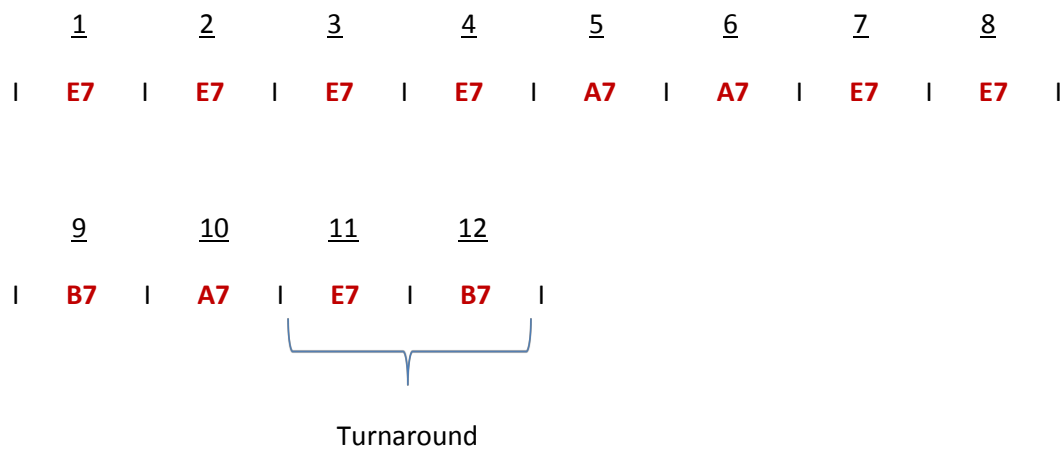 1 2 3 4 5 6 7 8
I E7 I E7 I E7 I E7 I A7 I A7 I E7 I E7 I
9 10 11 12
I B7 I A7 I E7 I B7 I
Turnaround